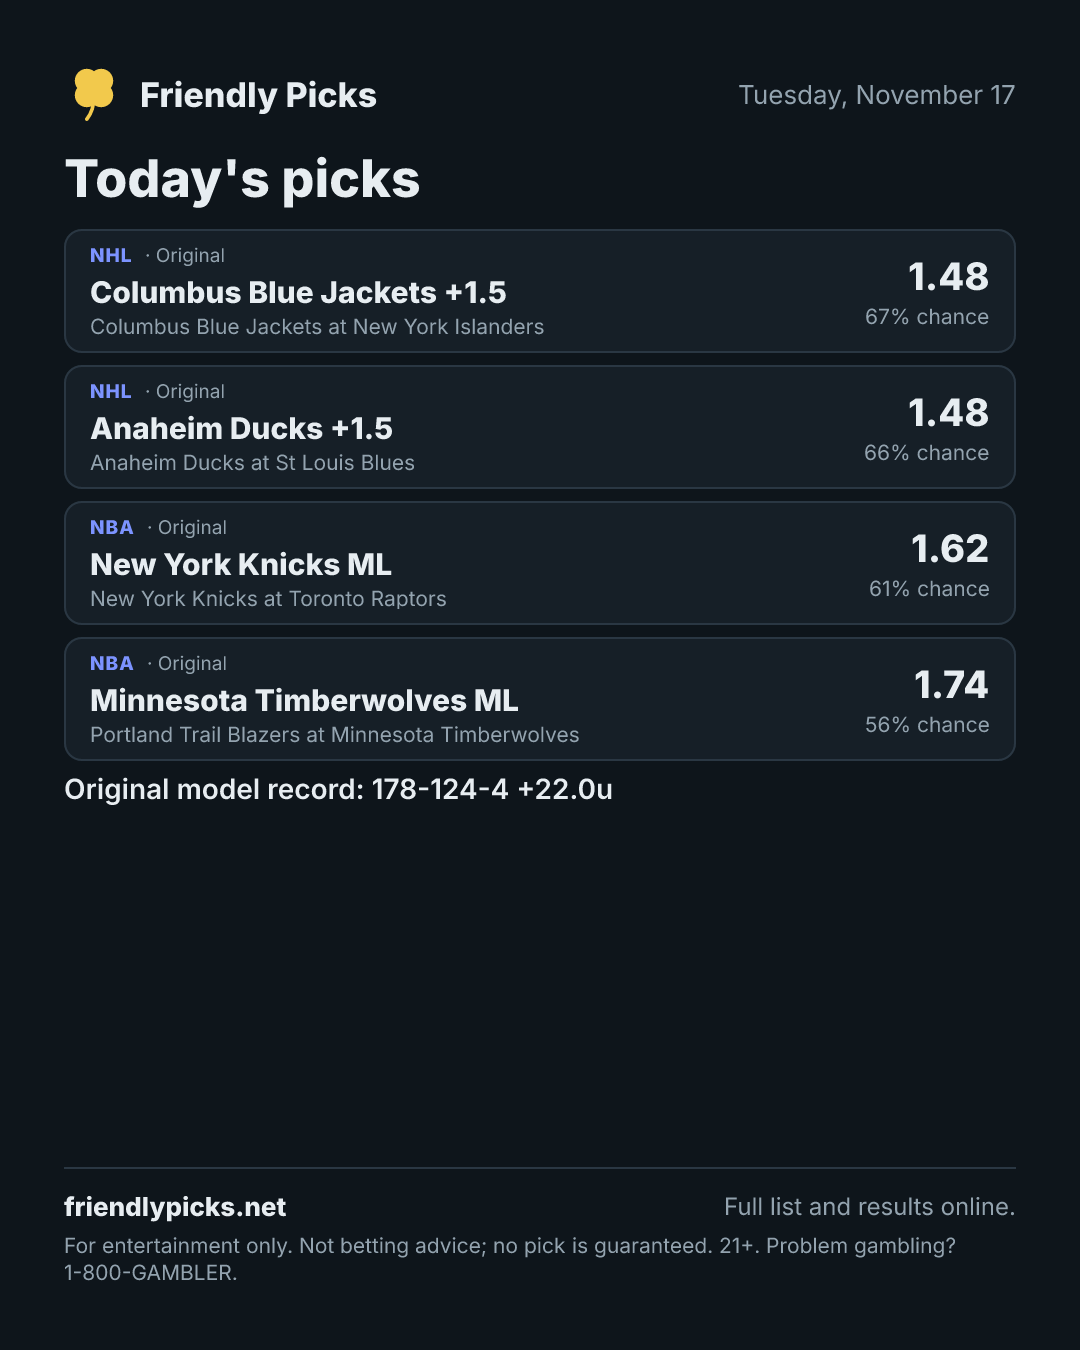 Friendly Picks
Tuesday, November 17
Today's picks
NHL · Original
Columbus Blue Jackets +1.5
Columbus Blue Jackets at New York Islanders
1.48
67% chance
NHL · Original
Anaheim Ducks +1.5
Anaheim Ducks at St Louis Blues
1.48
66% chance
NBA · Original
New York Knicks ML
New York Knicks at Toronto Raptors
1.62
61% chance
NBA · Original
Minnesota Timberwolves ML
Portland Trail Blazers at Minnesota Timberwolves
1.74
56% chance
Original model record: 178-124-4 +22.0u
friendlypicks.net
Full list and results online.
For entertainment only. Not betting advice; no pick is guaranteed. 21+. Problem gambling?
1-800-GAMBLER.